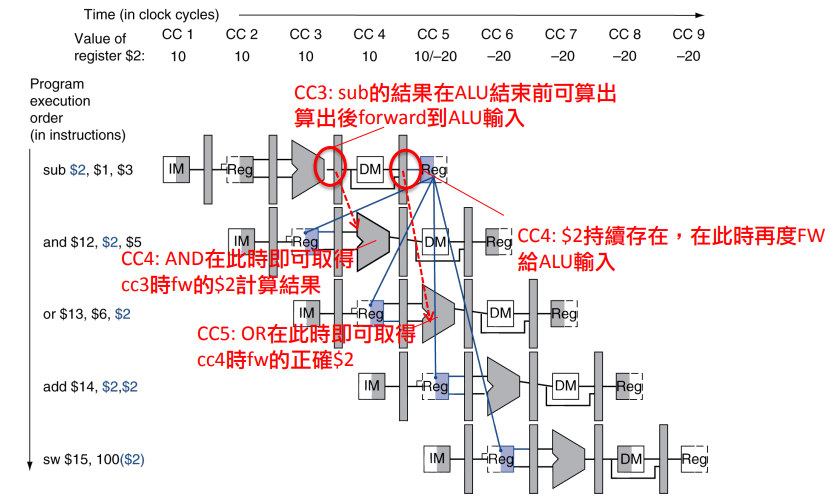 Time (in clock cycles)
CC 1 CC 2 CC 3 CC 4 CC 5 CC 6 CC 7 CC 8 CC 9
Value of
register $2: 10 10 10 10 10/–20 –20 –20 –20 –20
Program
execution
order
(in instructions)
CC3: sub的結果在ALU結束前可算出
算出後forward到ALU輸入
sub $2, $1, $3
IM Reg DM Reg
and $12, $2, $5
IM Reg DM Reg
CC4: $2持續存在，在此時再度FW
給ALU輸入
CC4: AND在此時即可取得
cc3時fw的$2計算結果
or $13, $6, $2
IM Reg DM Reg
CC5: OR在此時即可取得
cc4時fw的正確$2
add $14, $2,$2
IM Reg DM Reg
sw $15, 100($2)
IM Reg DM Reg